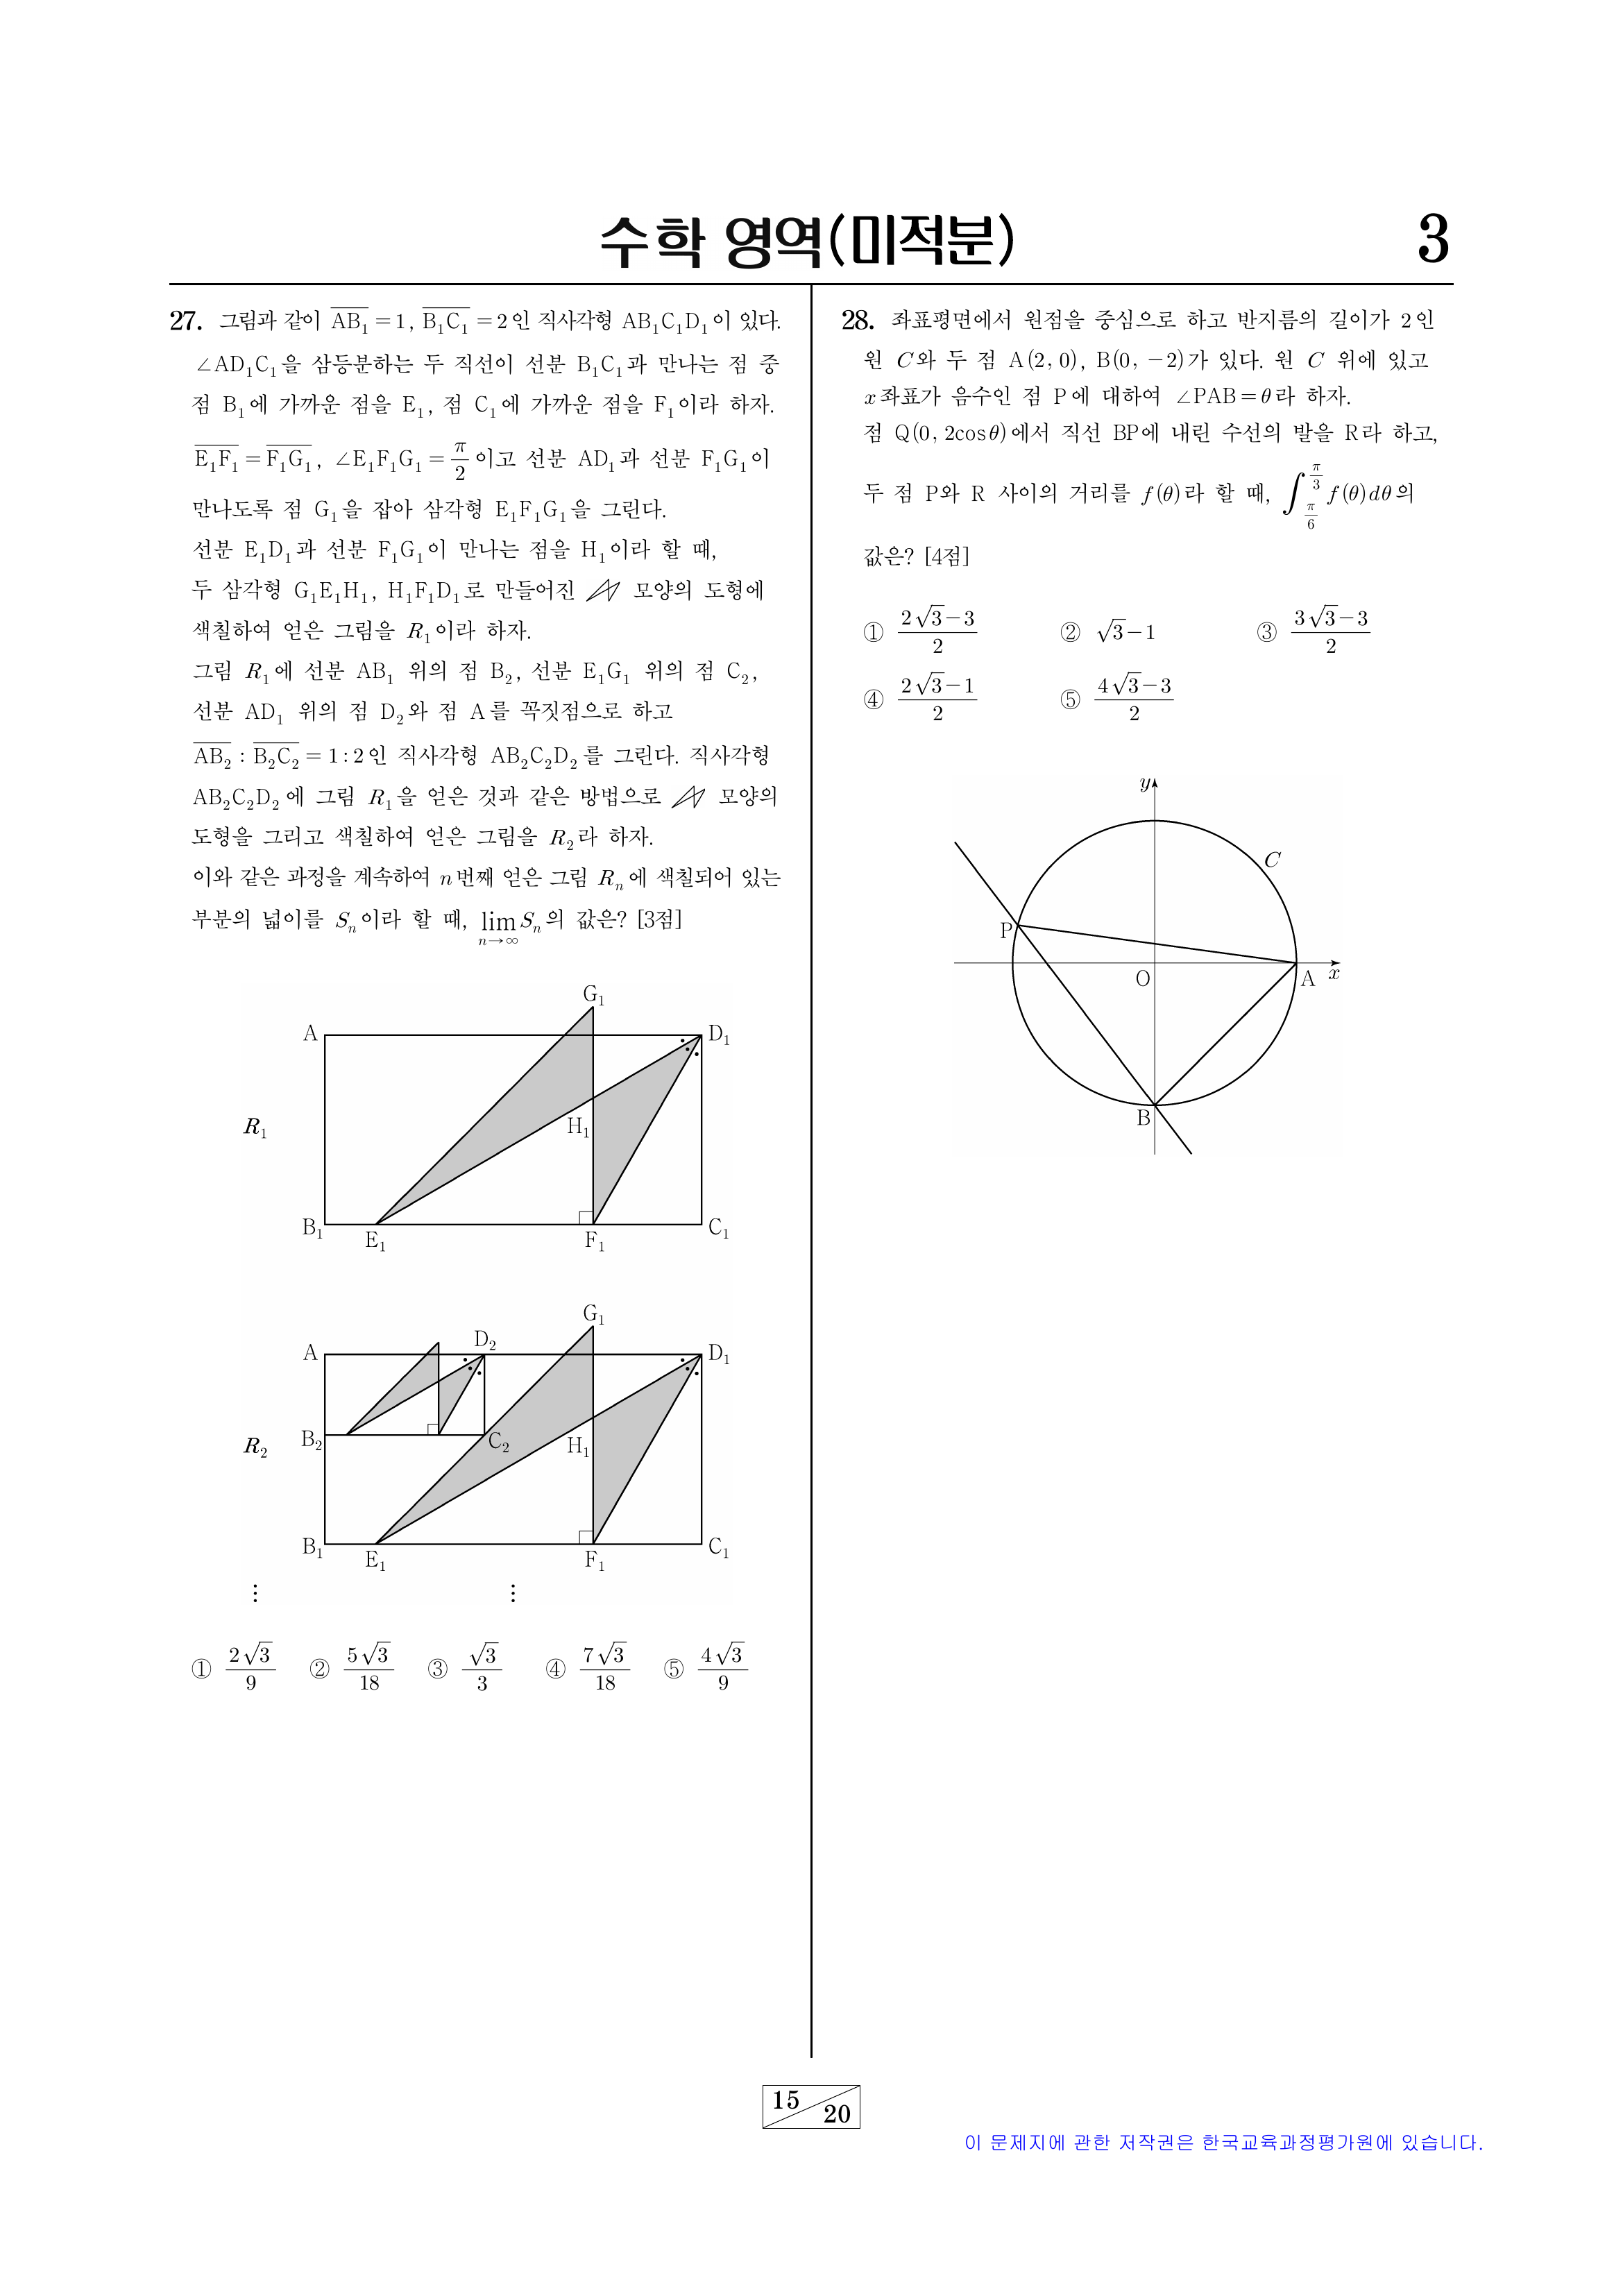 수학 영역(미적분)
3
27. 그림과 같이 $\overline{AB_1}=1$, $\overline{B_1C_1}=2$인 직사각형 $AB_1C_1D_1$이 있다.
$\angle AD_1C_1$을 삼등분하는 두 직선이 선분 $B_1C_1$과 만나는 점 중
점 $B_1$에 가까운 점을 $E_1$, 점 $C_1$에 가까운 점을 $F_1$이라 하자.
$\overline{E_1F_1}=\overline{F_1G_1}$, $\angle E_1F_1G_1=\frac{\pi}{2}$이고 선분 $AD_1$과 선분 $F_1G_1$이
만나도록 점 $G_1$을 잡아 삼각형 $E_1F_1G_1$을 그린다.
선분 $E_1D_1$과 선분 $F_1G_1$이 만나는 점을 $H_1$이라 할 때,
두 삼각형 $G_1E_1H_1$, $H_1F_1D_1$로 만들어진 모양의 도형에
색칠하여 얻은 그림을 $R_1$이라 하자.
그림 $R_1$에 선분 $AB_1$ 위의 점 $B_2$, 선분 $E_1G_1$ 위의 점 $C_2$,
선분 $AD_1$ 위의 점 $D_2$와 점 A를 꼭짓점으로 하고
$\overline{AB_2}:\overline{B_2C_2}=1:2$인 직사각형 $AB_2C_2D_2$를 그린다. 직사각형
$AB_2C_2D_2$에 그림 $R_1$을 얻은 것과 같은 방법으로 모양의
도형을 그리고 색칠하여 얻은 그림을 $R_2$라 하자.
이와 같은 과정을 계속하여 $n$번째 얻은 그림 $R_n$에 색칠되어 있는
부분의 넓이를 $S_n$이라 할 때, $\lim_{n\to\infty}S_n$의 값은? [3점]
$G_1$
A
$D_1$
$R_1$
$H_1$
$B_1$
$E_1$
$F_1$
$C_1$
$G_1$
A
$D_2$
$D_1$
$R_2$
$B_2$
$C_2$
$H_1$
$B_1$
$E_1$
$F_1$
$C_1$
⋮ ⋮
① $\frac{2\sqrt{3}}{9}$ ② $\frac{5\sqrt{3}}{18}$ ③ $\frac{\sqrt{3}}{3}$ ④ $\frac{7\sqrt{3}}{18}$ ⑤ $\frac{4\sqrt{3}}{9}$
28. 좌표평면에서 원점을 중심으로 하고 반지름의 길이가 2인
원 $C$와 두 점 A(2, 0), B(0, −2)가 있다. 원 $C$ 위에 있고
$x$좌표가 음수인 점 P에 대하여 $\angle PAB=\theta$라 하자.
점 Q(0, 2cos$\theta$)에서 직선 BP에 내린 수선의 발을 R라 하고,
두 점 P와 R 사이의 거리를 $f(\theta)$라 할 때, $\int_{\frac{\pi}{6}}^{\frac{\pi}{3}}f(\theta)d\theta$의
값은? [4점]
① $\frac{2\sqrt{3}-3}{2}$ ② $\sqrt{3}-1$ ③ $\frac{3\sqrt{3}-3}{2}$
④ $\frac{2\sqrt{3}-1}{2}$ ⑤ $\frac{4\sqrt{3}-3}{2}$
y
C
P
O
A
x
B
15
20
이 문제지에 관한 저작권은 한국교육과정평가원에 있습니다.